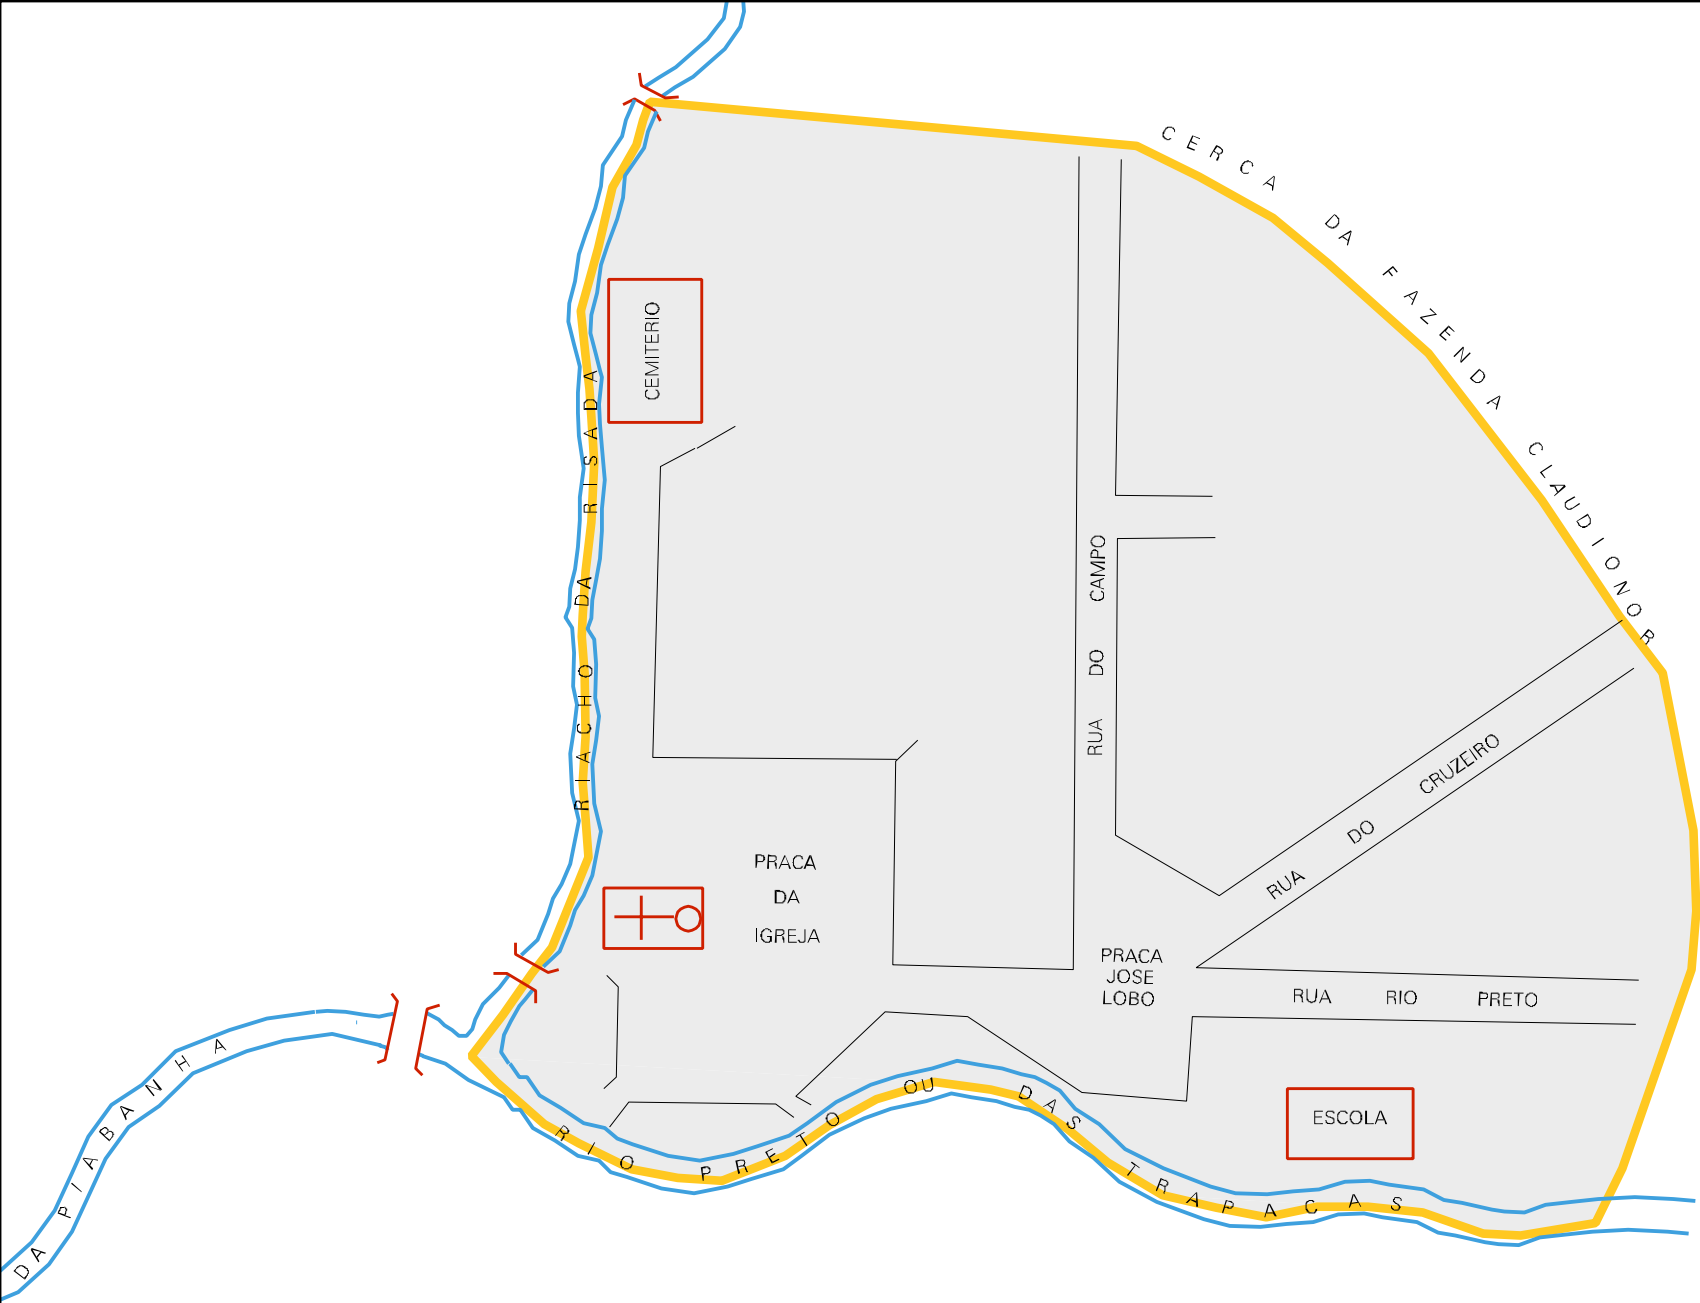 CERCA DA FAZENDA CLAUDIONOR
CEMITERIO
RIACHO DA RISADA
RUA DO CAMPO
RUA DO CRUZEIRO
PRACA
DA
IGREJA
PRACA
JOSE
LOBO
RUA RIO PRETO
DA PIABANHA
RIO PRETO OU DAS TRAPACAS
ESCOLA